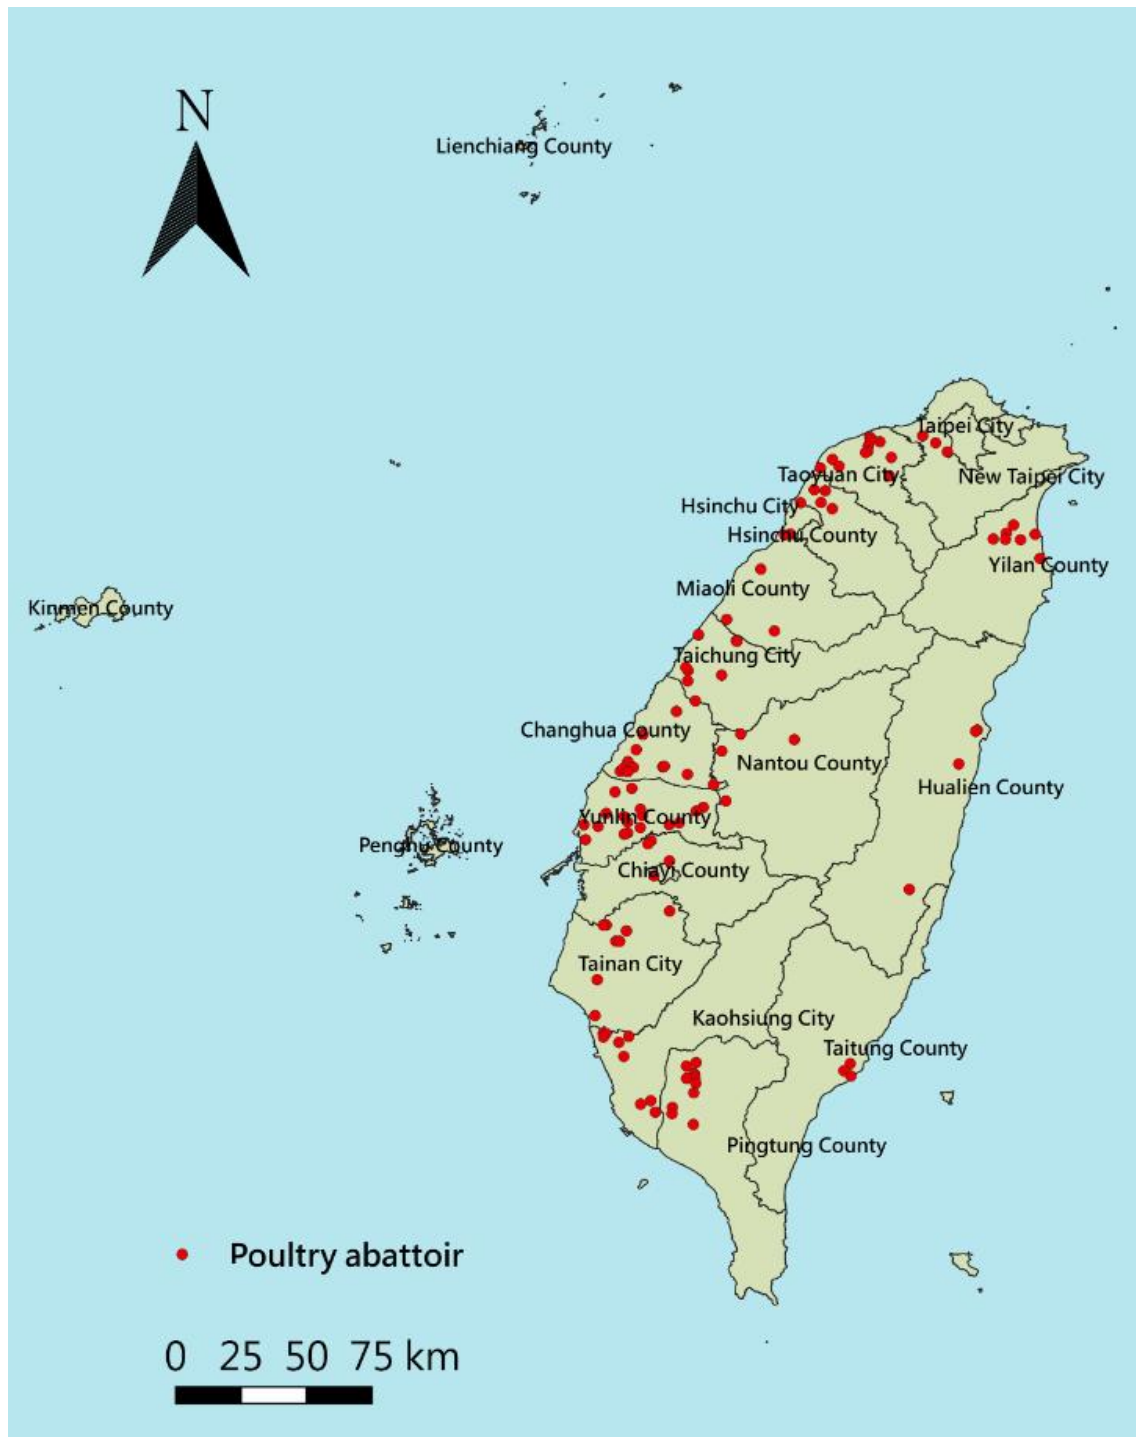 N
Lienchiang County
Taipei City
Taoyuan City
New Taipei City
Hsinchu City
Hsinchu County
Yilan County
Miaoli County
Kinmen County
Taichung City
Changhua County
Nantou County
Hualien County
Yunlin County
Penghu County
Chiayi County
Tainan City
Kaohsiung City
Taitung County
Pingtung County
Poultry abattoir
0 25 50 75 km